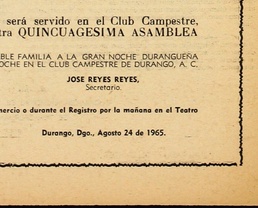 será servido en el Club Campestre,
tra QUINCUAGESIMA ASAMBLEA
BLE FAMILIA A LA GRAN NOCHE DURANGUEÑA
OCHE EN EL CLUB CAMPESTRE DE DURANGO, A. C.
JOSE REYES REYES,
Secretario.
mercio o durante el Registro por la mañana en el Teatro
Durango, Dgo., Agosto 24 de 1965.